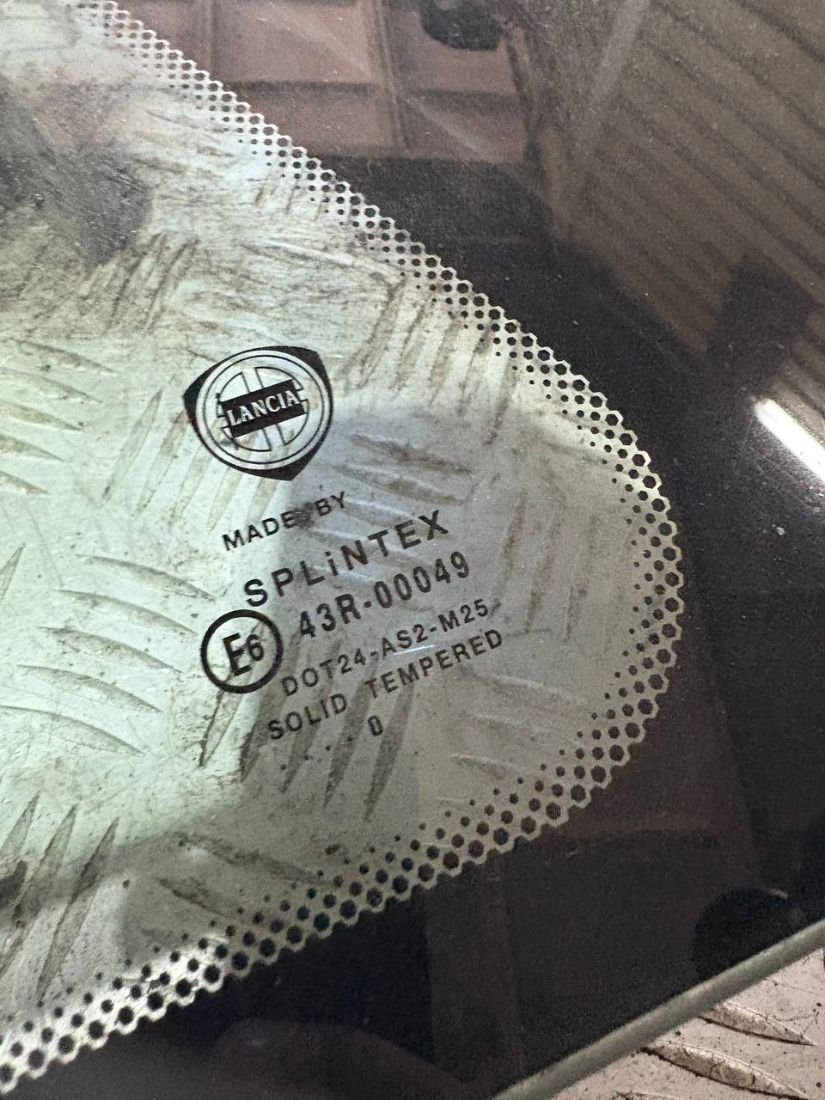 LANCIA
MADE BY
SPLiNTEX
E6 43R-00049
DOT24-AS2-M25
SOLID TEMPERED
.... 0